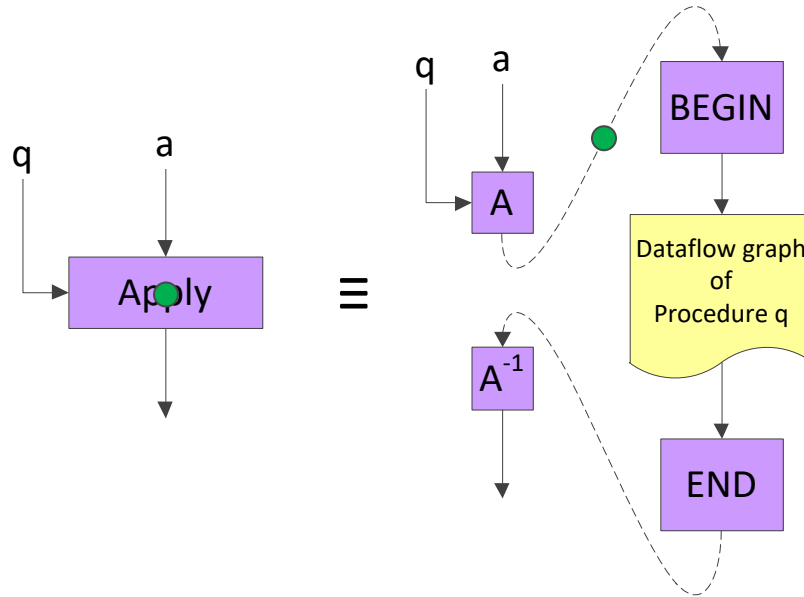 q
a
Apply
≡
q
a
A
BEGIN
Dataflow graph
of
Procedure q
A⁻¹
END